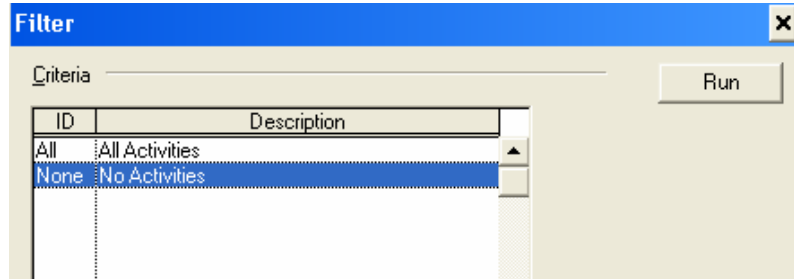 Filter
Criteria
Run
ID Description
All All Activities
None No Activities